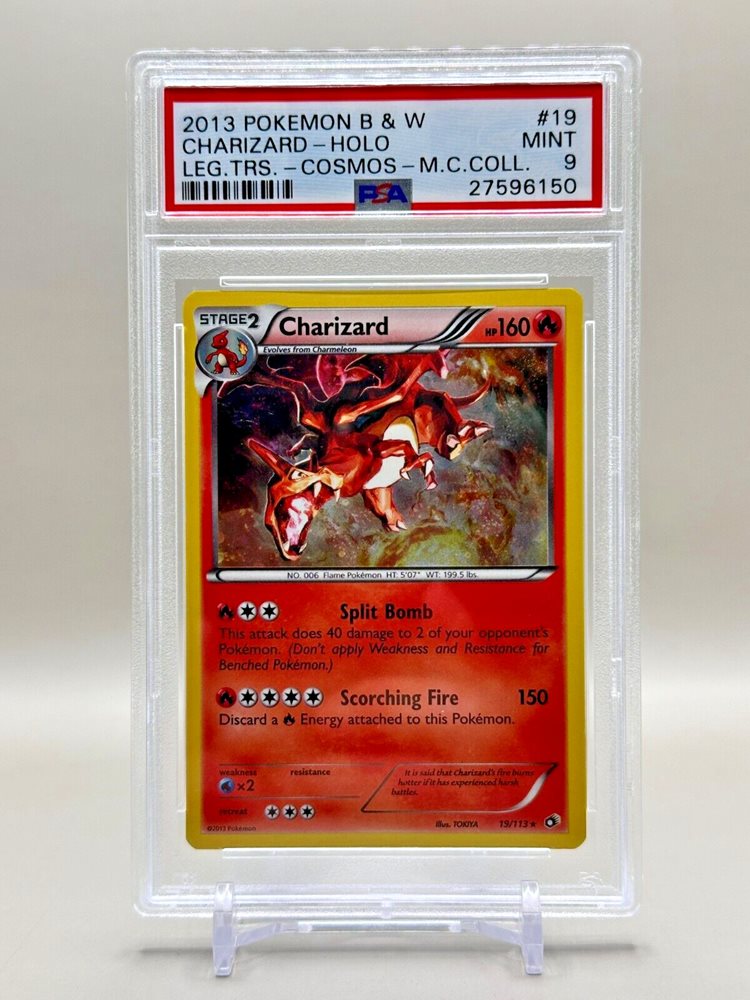 2013 POKEMON B & W #19
CHARIZARD - HOLO MINT
LEG.TRS. - COSMOS - M.C.COLL. 9
PSA 27596150
STAGE2 Charizard HP160
Evolves from Charmeleon
NO. 006 Flame Pokémon HT: 5'07" WT: 199.5 lbs.
Split Bomb
This attack does 40 damage to 2 of your opponent's
Pokémon. (Don't apply Weakness and Resistance for
Benched Pokémon.)
Scorching Fire 150
Discard a Energy attached to this Pokémon.
weakness resistance
×2
It is said that Charizard's fire burns
hotter if it has experienced harsh
battles.
retreat
©2013 Pokémon Illus. TOKIYA 19/113★